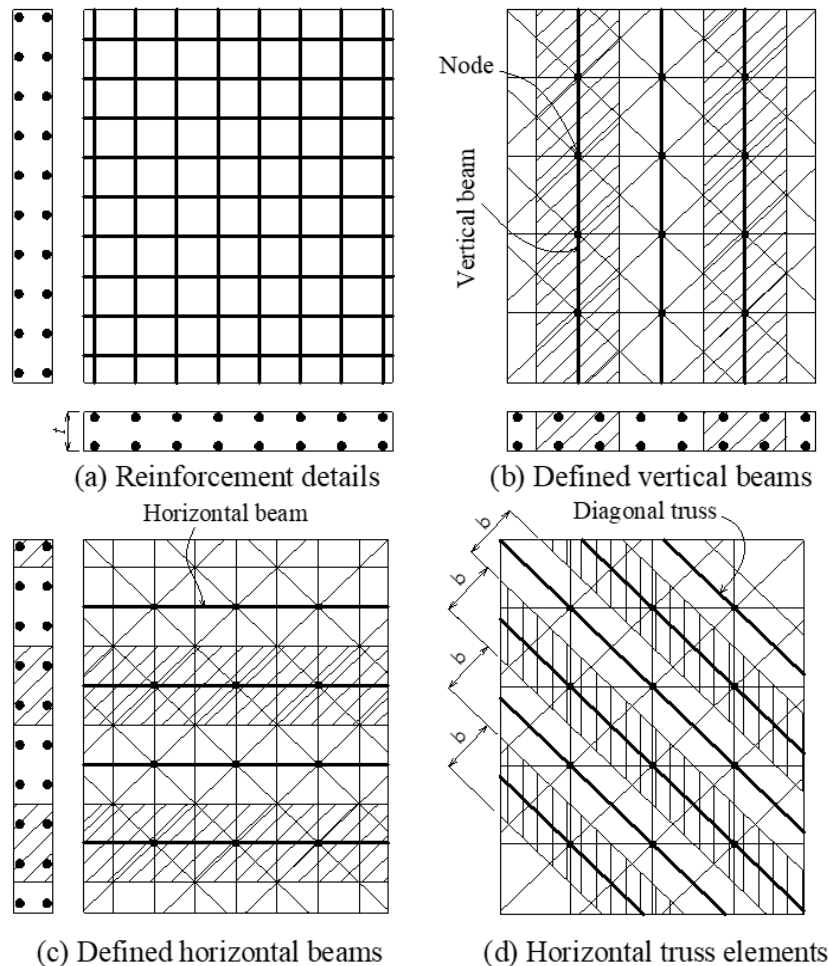 t
(a) Reinforcement details
Node
Vertical beam
(b) Defined vertical beams
Horizontal beam
(c) Defined horizontal beams
Diagonal truss
b
b
b
b
(d) Horizontal truss elements